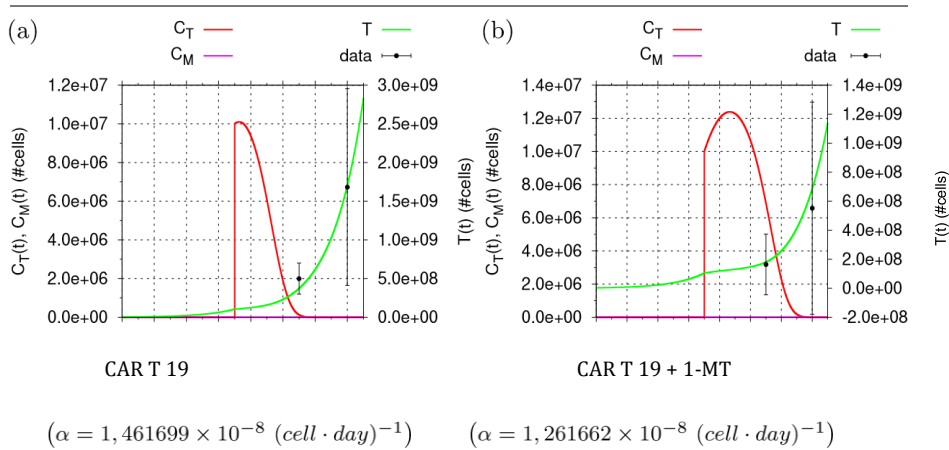 (a) C_T T (b) C_T T
C_M data C_M data
1.2e+07 3.0e+09 1.4e+07 1.4e+09
1.0e+07 2.5e+09 1.2e+07 1.2e+09
8.0e+06 2.0e+09 1.0e+07 1.0e+09
6.0e+06 1.5e+09 8.0e+06 8.0e+08
4.0e+06 1.0e+09 6.0e+06 6.0e+08
2.0e+06 5.0e+08 4.0e+06 4.0e+08
0.0e+00 0.0e+00 2.0e+06 2.0e+08
0.0e+00 0.0e+00
-2.0e+08
C_T(t), C_M(t) (#cells)
T(t) (#cells)
C_T(t), C_M(t) (#cells)
T(t) (#cells)
CAR T 19 CAR T 19 + 1-MT
(α = 1,461699 × 10^{-8} (cell · day)^{-1}) (α = 1,261662 × 10^{-8} (cell · day)^{-1})